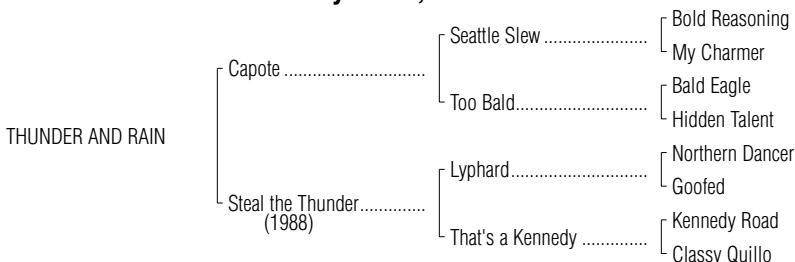 Bold Reasoning
Seattle Slew ......................
My Charmer
Capote ..............................
Bald Eagle
Too Bald............................
Hidden Talent
THUNDER AND RAIN
Northern Dancer
Lyphard.............................
Goofed
Steal the Thunder..............
(1988)
Kennedy Road
That's a Kennedy ..............
Classy Quillo